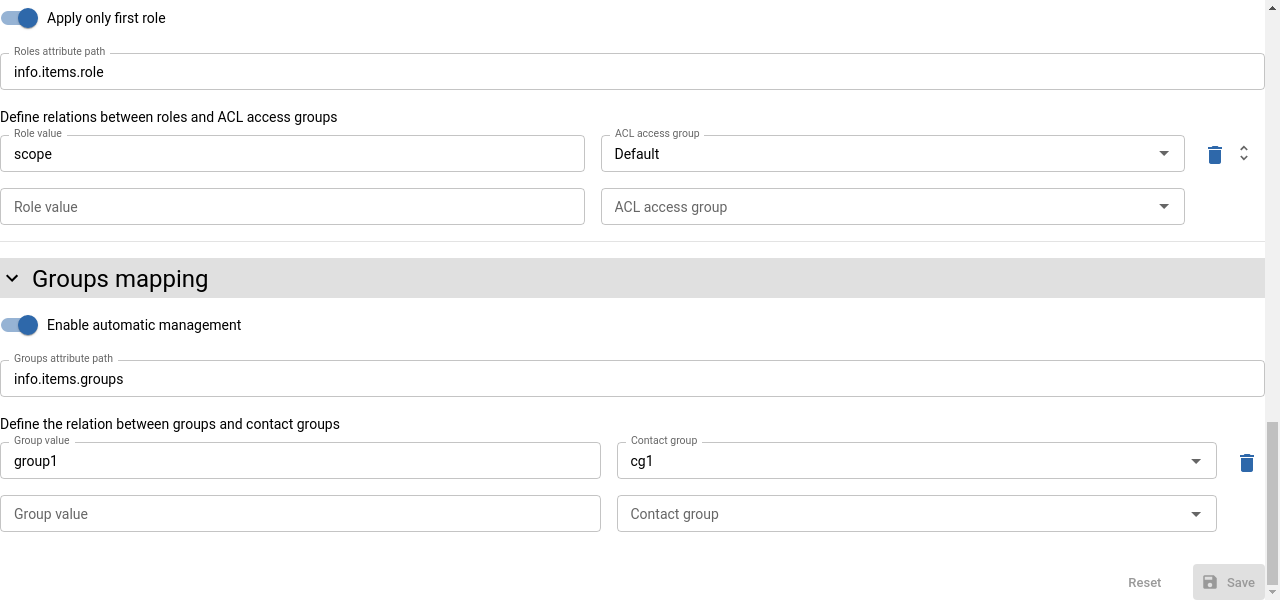 Apply only first role
Roles attribute path
info.items.role
Define relations between roles and ACL access groups
Role value
ACL access group
scope
Default
Role value
ACL access group
Groups mapping
Enable automatic management
Groups attribute path
info.items.groups
Define the relation between groups and contact groups
Group value
Contact group
group1
cg1
Group value
Contact group
Reset
Save